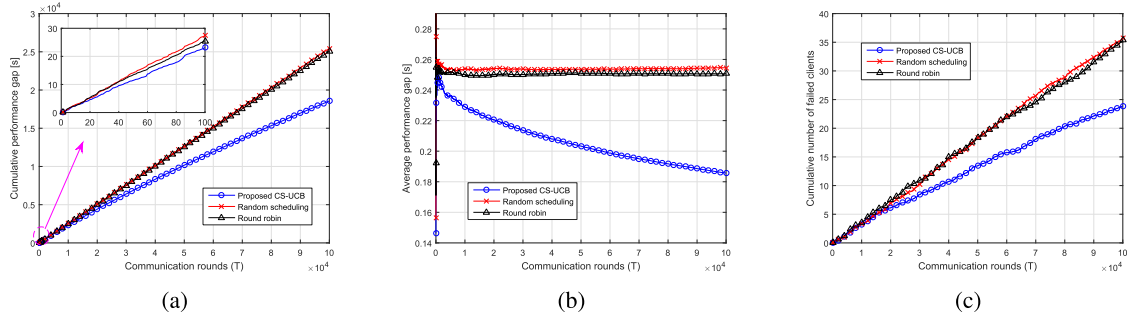 ×10⁴
3
2.5
2
1.5
1
0.5
0
Cumulative performance gap [s]
30
20
10
0
0 20 40 60 80 100
Proposed CS-UCB
Random scheduling
Round robin
0 1 2 3 4 5 6 7 8 9 10
Communication rounds (T)
×10⁴
(a)
0.28
0.26
0.24
0.22
0.2
0.18
0.16
0.14
Average performance gap [s]
Proposed CS-UCB
Random scheduling
Round robin
0 1 2 3 4 5 6 7 8 9 10
Communication rounds (T)
×10⁴
(b)
40
35
30
25
20
15
10
5
0
Cumulative number of failed clients
Proposed CS-UCB
Random scheduling
Round robin
0 1 2 3 4 5 6 7 8 9 10
Communication rounds (T)
×10⁴
(c)